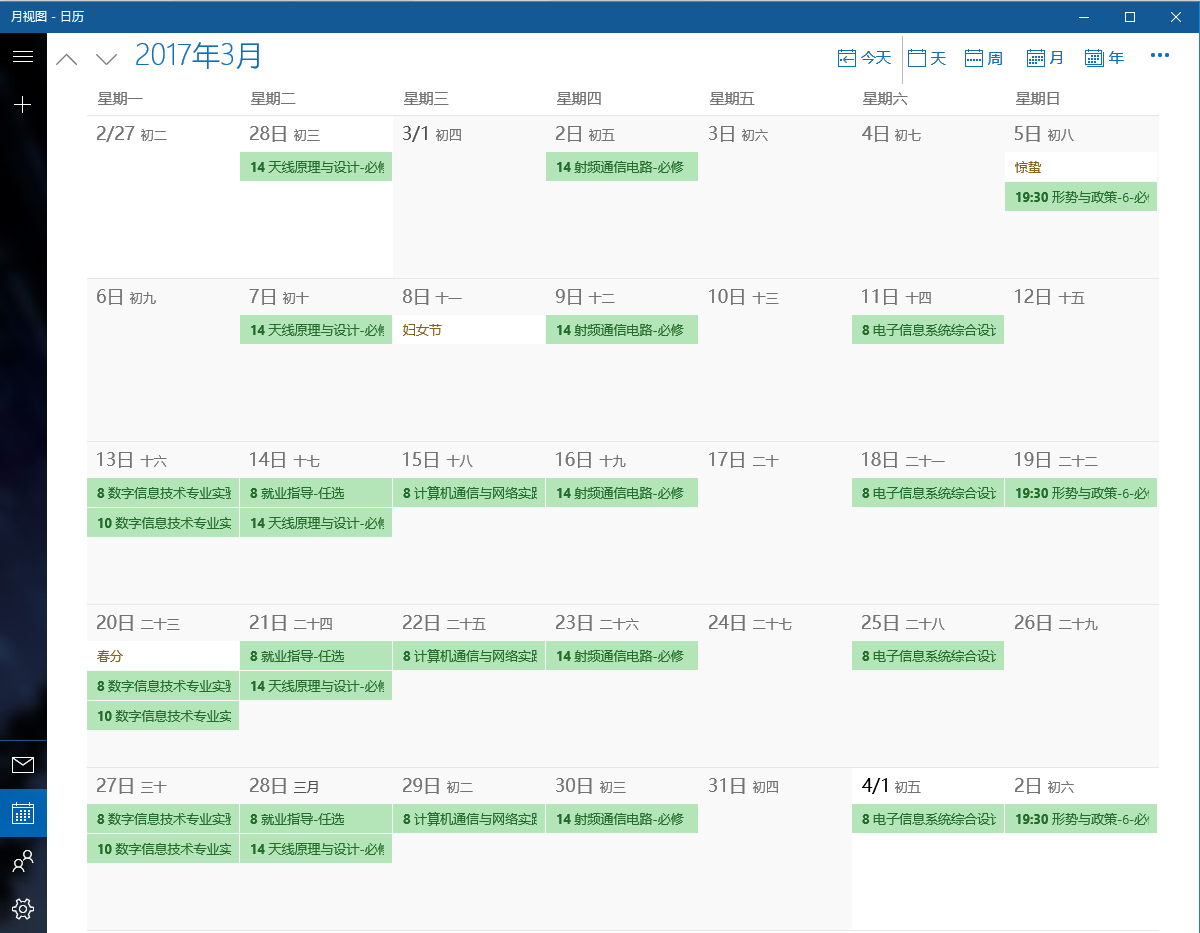 月视图 - 日历
2017年3月
今天 天 周 月 年
星期一 星期二 星期三 星期四 星期五 星期六 星期日
2/27 初二 28日 初三 3/1 初四 2日 初五 3日 初六 4日 初七 5日 初八
14 天线原理与设计-必修 14 射频通信电路-必修 惊蛰
19:30 形势与政策-6-必
6日 初九 7日 初十 8日 十一 9日 十二 10日 十三 11日 十四 12日 十五
14 天线原理与设计-必修 妇女节 14 射频通信电路-必修 8 电子信息系统综合设计
13日 十六 14日 十七 15日 十八 16日 十九 17日 二十 18日 二十一 19日 二十二
8 数字信息技术专业实验 8 就业指导-任选 8 计算机通信与网络实践 14 射频通信电路-必修 8 电子信息系统综合设计 19:30 形势与政策-6-必
10 数字信息技术专业实 14 天线原理与设计-必修
20日 二十三 21日 二十四 22日 二十五 23日 二十六 24日 二十七 25日 二十八 26日 二十九
春分 8 就业指导-任选 8 计算机通信与网络实践 14 射频通信电路-必修 8 电子信息系统综合设计
8 数字信息技术专业实验 14 天线原理与设计-必修
10 数字信息技术专业实
27日 三十 28日 三月 29日 初二 30日 初三 31日 初四 4/1 初五 2日 初六
8 数字信息技术专业实验 8 就业指导-任选 8 计算机通信与网络实践 14 射频通信电路-必修 8 电子信息系统综合设计 19:30 形势与政策-6-必
10 数字信息技术专业实 14 天线原理与设计-必修